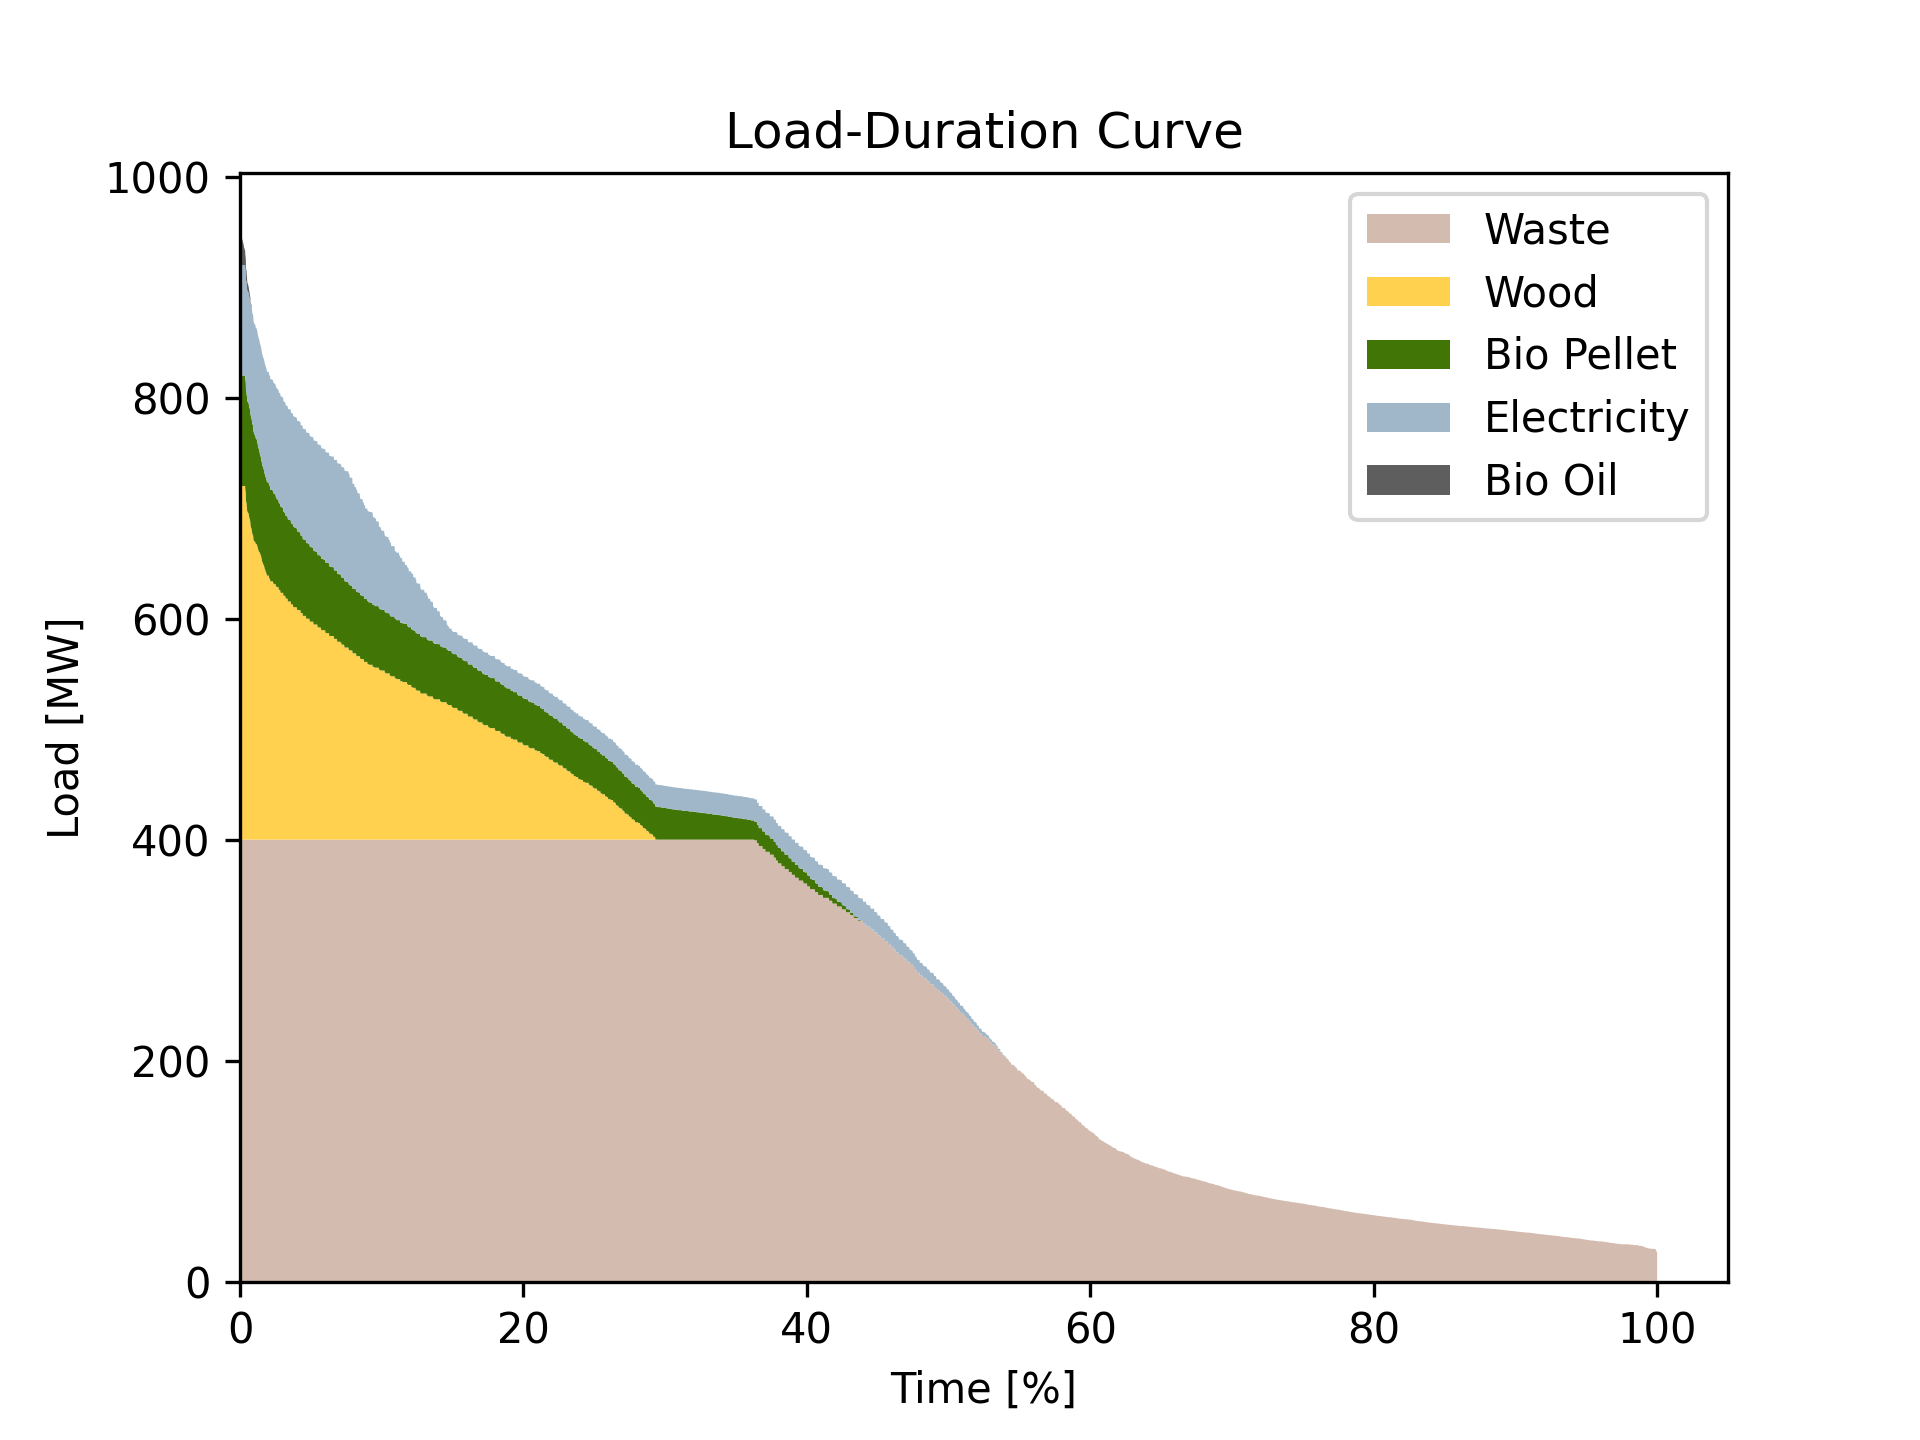 Load-Duration Curve
1000
800
600
400
200
0
Load [MW]
0 20 40 60 80 100
Time [%]
Waste
Wood
Bio Pellet
Electricity
Bio Oil